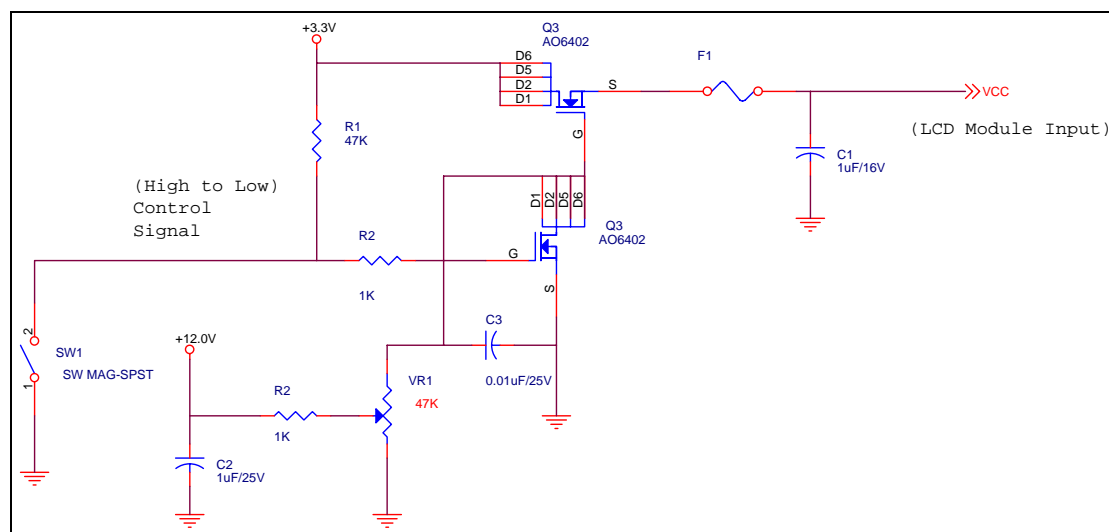 +3.3V
Q3
AO6402
D6
D5
D2
D1
S
G
F1
VCC
(LCD Module Input)
R1
47K
C1
1uF/16V
(High to Low)
Control
Signal
D1
D2
D5
D6
Q3
AO6402
R2
1K
G
S
2
1
SW1
SW MAG-SPST
+12.0V
C3
0.01uF/25V
R2
1K
VR1
47K
C2
1uF/25V